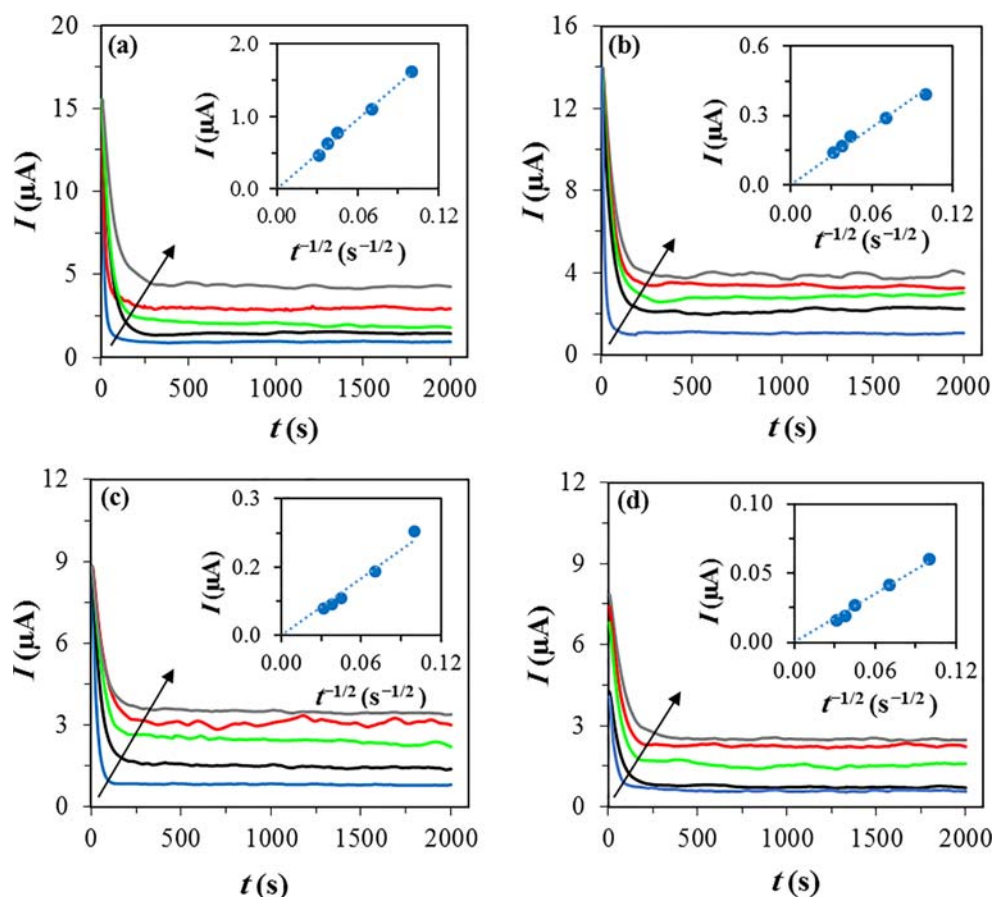 (a)
I (µA)
20
15
10
5
0
0 500 1000 1500 2000
t (s)
I (µA)
2.0
1.0
0.0
0.00 0.06 0.12
t⁻¹/² (s⁻¹/²)
(b)
I (µA)
16
12
8
4
0
0 500 1000 1500 2000
t (s)
I (µA)
0.6
0.3
0.0
0.00 0.06 0.12
t⁻¹/² (s⁻¹/²)
(c)
I (µA)
12
9
6
3
0
0 500 1000 1500 2000
t (s)
I (µA)
0.3
0.2
0.0
0.00 0.06 0.12
t⁻¹/² (s⁻¹/²)
(d)
I (µA)
12
9
6
3
0
0 500 1000 1500 2000
t (s)
I (µA)
0.10
0.05
0.00
0.00 0.06 0.12
t⁻¹/² (s⁻¹/²)